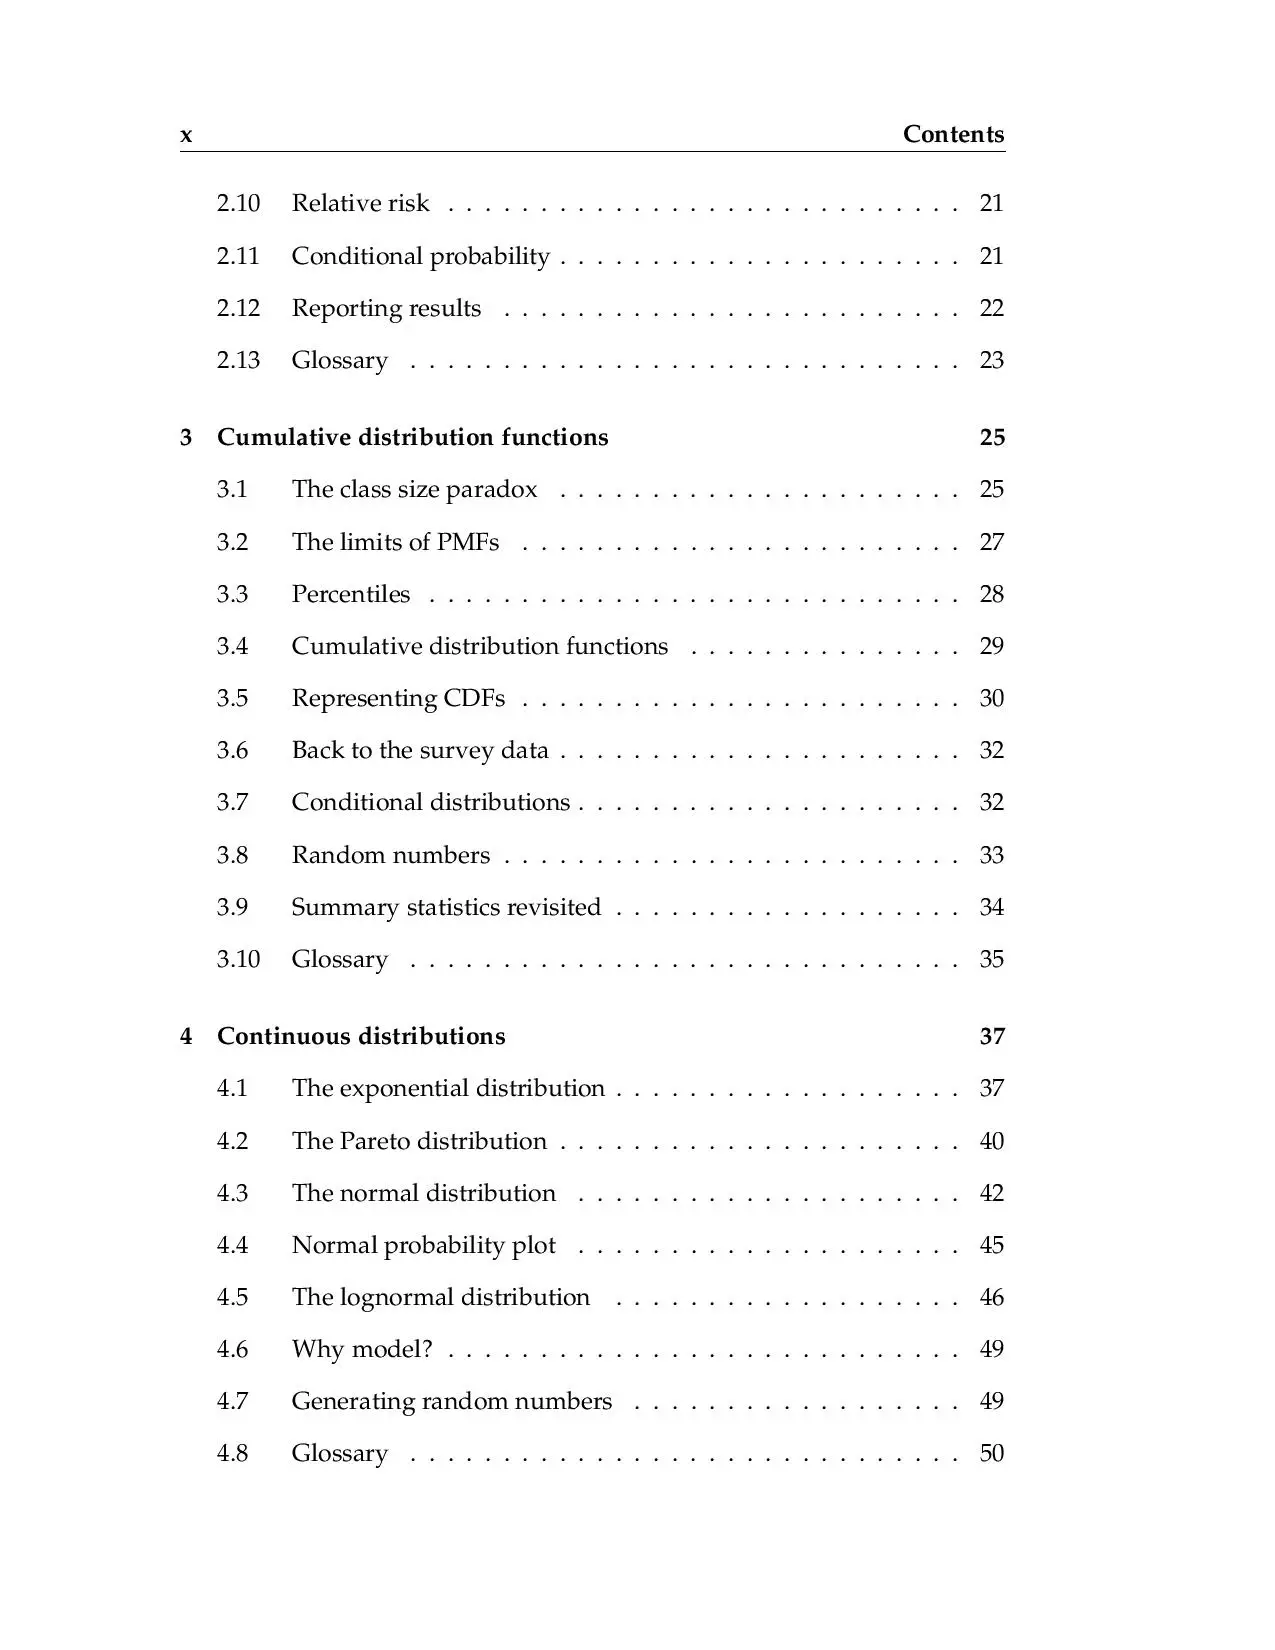 x Contents
2.10 Relative risk . . . . . . . . . . . . . . . . . . . . . . . . . . . . 21
2.11 Conditional probability . . . . . . . . . . . . . . . . . . . . . . 21
2.12 Reporting results . . . . . . . . . . . . . . . . . . . . . . . . . 22
2.13 Glossary . . . . . . . . . . . . . . . . . . . . . . . . . . . . . . 23
3 Cumulative distribution functions 25
3.1 The class size paradox . . . . . . . . . . . . . . . . . . . . . . 25
3.2 The limits of PMFs . . . . . . . . . . . . . . . . . . . . . . . . 27
3.3 Percentiles . . . . . . . . . . . . . . . . . . . . . . . . . . . . . 28
3.4 Cumulative distribution functions . . . . . . . . . . . . . . . 29
3.5 Representing CDFs . . . . . . . . . . . . . . . . . . . . . . . . 30
3.6 Back to the survey data . . . . . . . . . . . . . . . . . . . . . . 32
3.7 Conditional distributions . . . . . . . . . . . . . . . . . . . . . 32
3.8 Random numbers . . . . . . . . . . . . . . . . . . . . . . . . . 33
3.9 Summary statistics revisited . . . . . . . . . . . . . . . . . . . 34
3.10 Glossary . . . . . . . . . . . . . . . . . . . . . . . . . . . . . . 35
4 Continuous distributions 37
4.1 The exponential distribution . . . . . . . . . . . . . . . . . . . 37
4.2 The Pareto distribution . . . . . . . . . . . . . . . . . . . . . . 40
4.3 The normal distribution . . . . . . . . . . . . . . . . . . . . . 42
4.4 Normal probability plot . . . . . . . . . . . . . . . . . . . . . 45
4.5 The lognormal distribution . . . . . . . . . . . . . . . . . . . 46
4.6 Why model? . . . . . . . . . . . . . . . . . . . . . . . . . . . . 49
4.7 Generating random numbers . . . . . . . . . . . . . . . . . . 49
4.8 Glossary . . . . . . . . . . . . . . . . . . . . . . . . . . . . . . 50